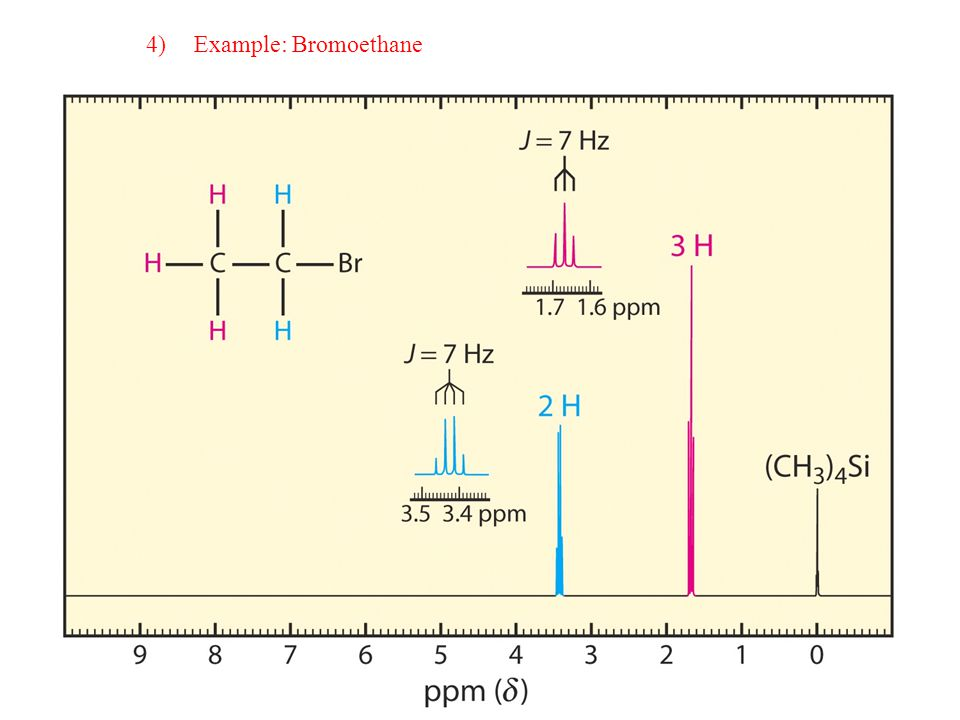 4) Example: Bromoethane
J = 7 Hz
H H
3 H
H C C Br
1.7 1.6 ppm
H H
J = 7 Hz
2 H
(CH₃)₄Si
3.5 3.4 ppm
9 8 7 6 5 4 3 2 1 0
ppm (δ)